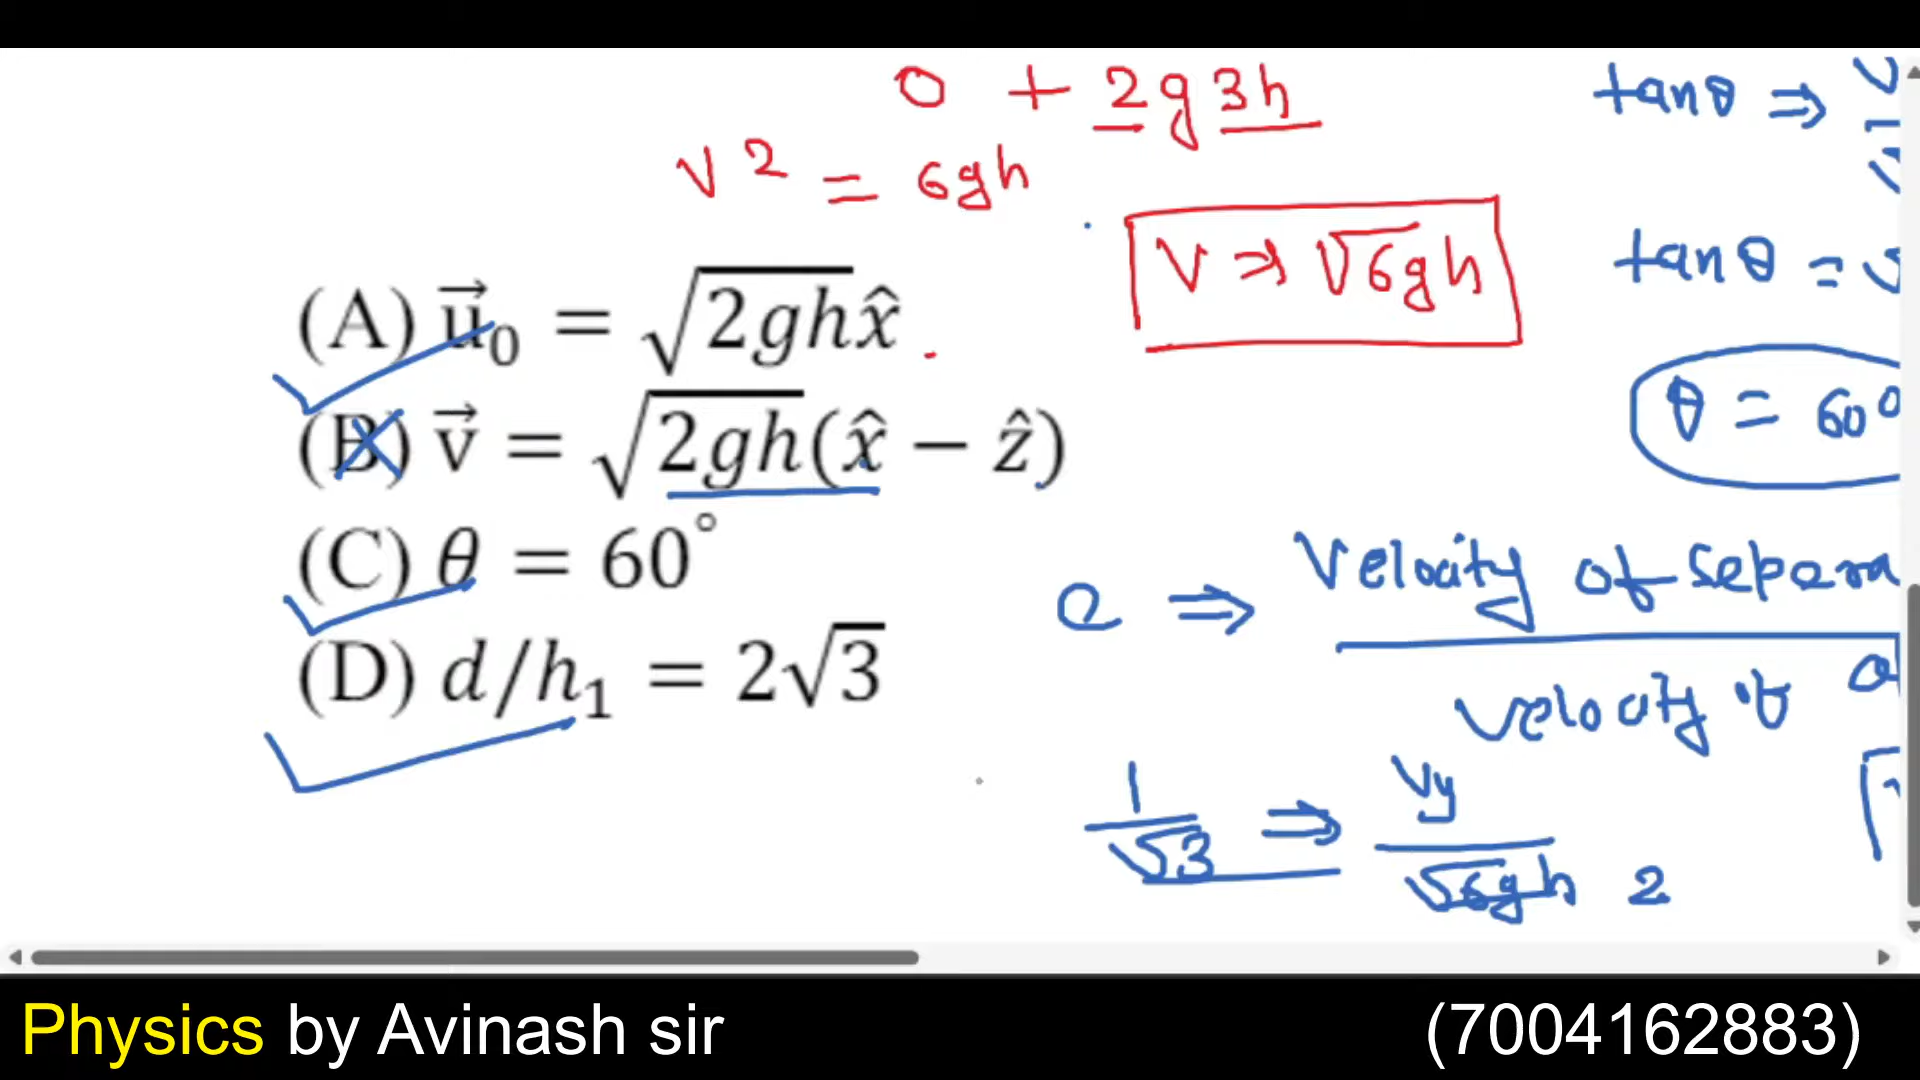 0 + 2g3h
v² = 6gh
V ⇒ √6gh
(A) u⃗₀ = √2gh x̂
(B) v⃗ = √2gh(x̂ − ẑ)
(C) θ = 60°
(D) d/h₁ = 2√3
tanθ ⇒
tanθ =
θ = 60°
e ⇒ Velocity of Separa
Velocity of
1/√3 ⇒ Vy/√6gh 2
Physics by Avinash sir
(7004162883)